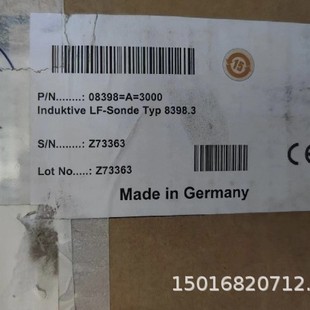 P/N........: 08398=A=3000
Induktive LF-Sonde Typ 8398.3
S/N........: Z73363
Lot No.....: Z73363
Made in Germany
15016820712.